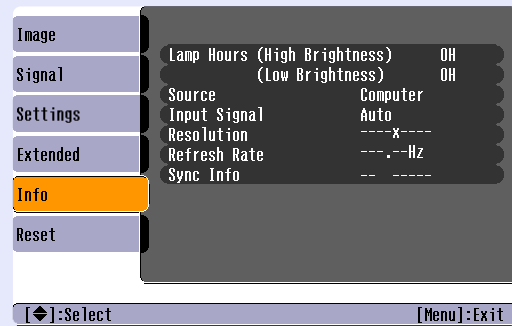 Image
Signal
Settings
Extended
Info
Reset
Lamp Hours (High Brightness) 0H
(Low Brightness) 0H
Source Computer
Input Signal Auto
Resolution ----x----
Refresh Rate ---.--Hz
Sync Info -- -----
[◆]:Select [Menu]:Exit